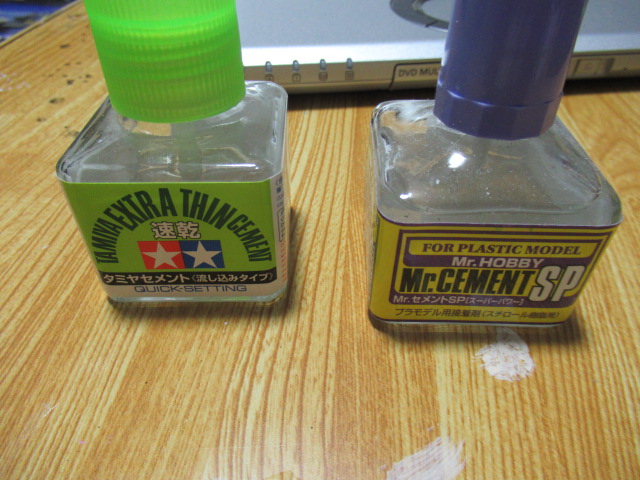 DVD MUL
TAMIYA EXTRA THIN CEMENT
速乾
タミヤセメント〈流し込みタイプ〉
QUICK-SETTING
FOR PLASTIC MODEL
Mr.HOBBY
Mr.CEMENT SP
Mr.セメントSP[スーパーパワー]
プラモデル用接着剤(スチロール樹脂用)